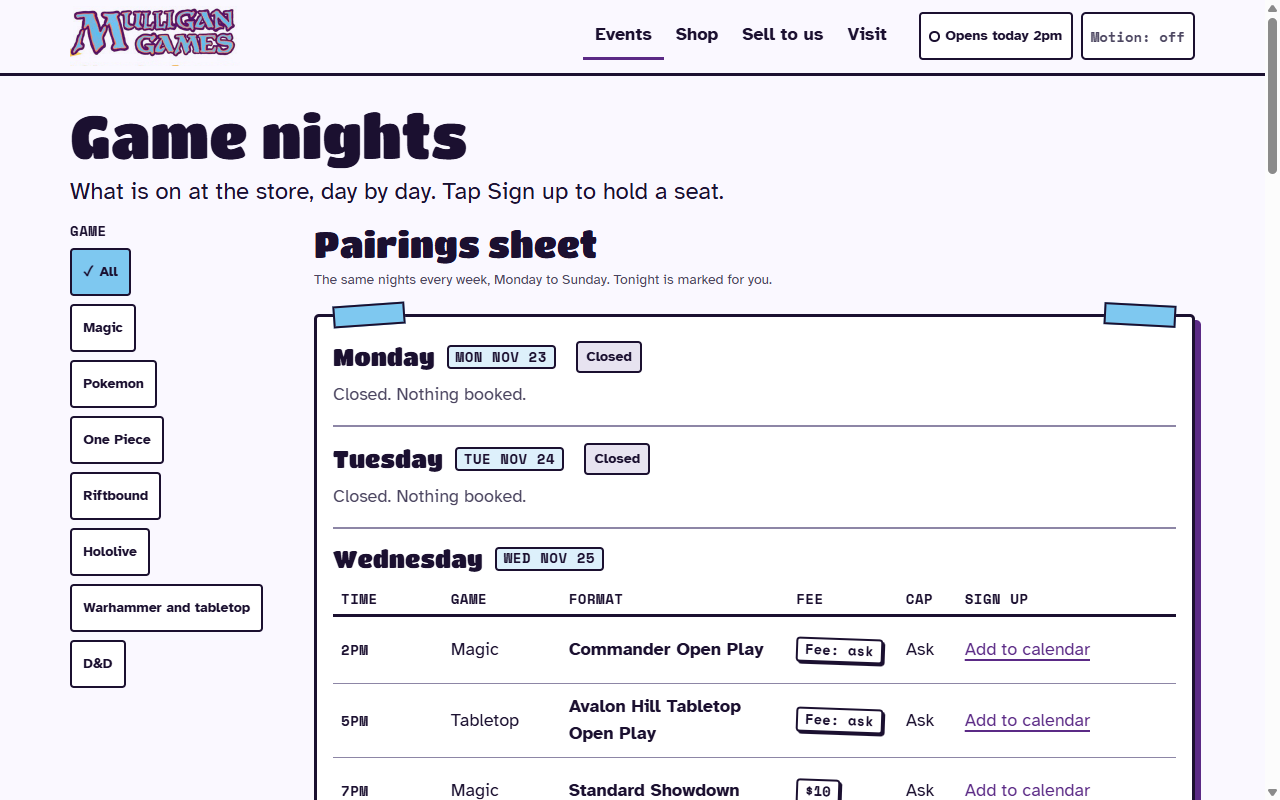 MULLIGAN GAMES
Events Shop Sell to us Visit Opens today 2pm Motion: off
Game nights
What is on at the store, day by day. Tap Sign up to hold a seat.
GAME
✓ All
Magic
Pokemon
One Piece
Riftbound
Hololive
Warhammer and tabletop
D&D
Pairings sheet
The same nights every week, Monday to Sunday. Tonight is marked for you.
Monday MON NOV 23 Closed
Closed. Nothing booked.
Tuesday TUE NOV 24 Closed
Closed. Nothing booked.
Wednesday WED NOV 25
TIME GAME FORMAT FEE CAP SIGN UP
2PM Magic Commander Open Play Fee: ask Ask Add to calendar
5PM Tabletop Avalon Hill Tabletop Open Play Fee: ask Ask Add to calendar
7PM Magic Standard Showdown $10 Ask Add to calendar